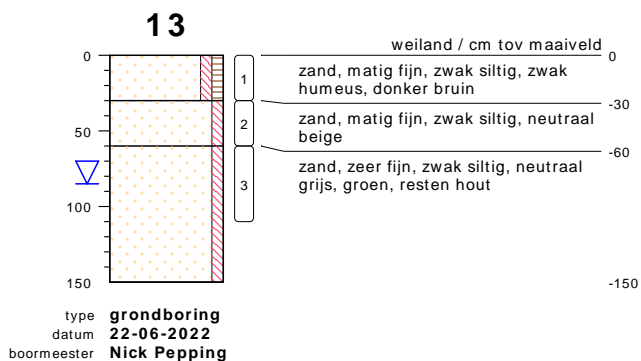 13
weiland / cm tov maaiveld
0
0
1
zand, matig fijn, zwak siltig, zwak
humeus, donker bruin
-30
2
zand, matig fijn, zwak siltig, neutraal
beige
50
-60
3
zand, zeer fijn, zwak siltig, neutraal
grijs, groen, resten hout
100
150
-150
type grondboring
datum 22-06-2022
boormeester Nick Pepping